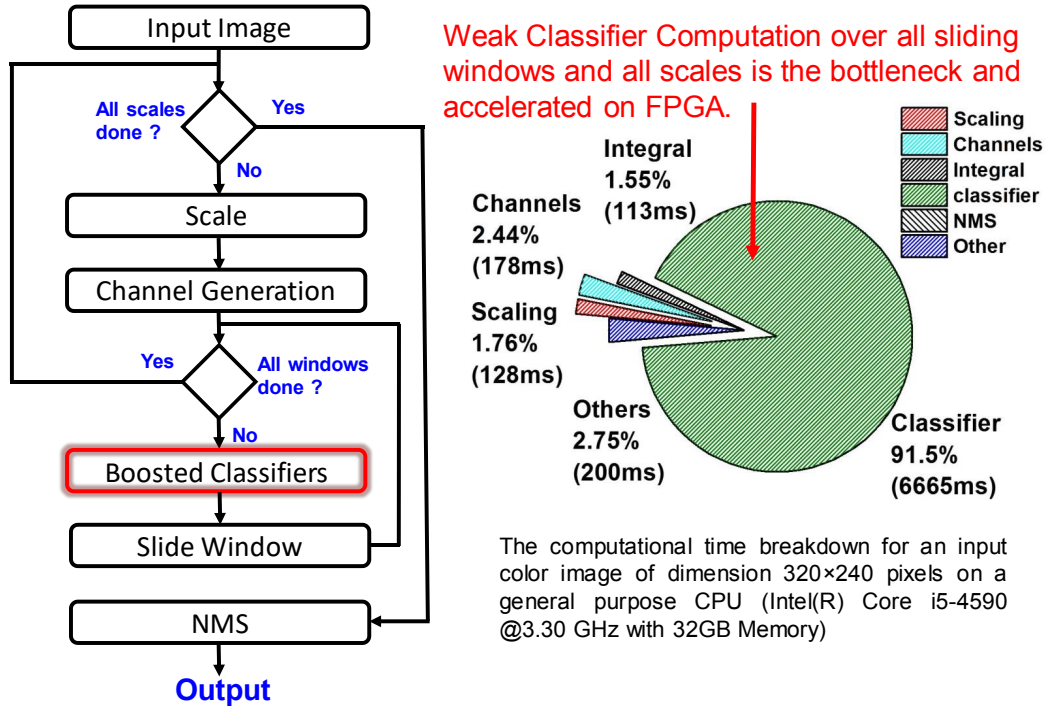 Input Image
All scales
done ?
Yes
No
Scale
Channel Generation
Yes
All windows
done ?
No
Boosted Classifiers
Slide Window
NMS
Output
Weak Classifier Computation over all sliding
windows and all scales is the bottleneck and
accelerated on FPGA.
Scaling
Channels
Integral
classifier
NMS
Other
Integral
1.55%
(113ms)
Channels
2.44%
(178ms)
Scaling
1.76%
(128ms)
Others
2.75%
(200ms)
Classifier
91.5%
(6665ms)
The computational time breakdown for an input
color image of dimension 320×240 pixels on a
general purpose CPU (Intel(R) Core i5-4590
@3.30 GHz with 32GB Memory)